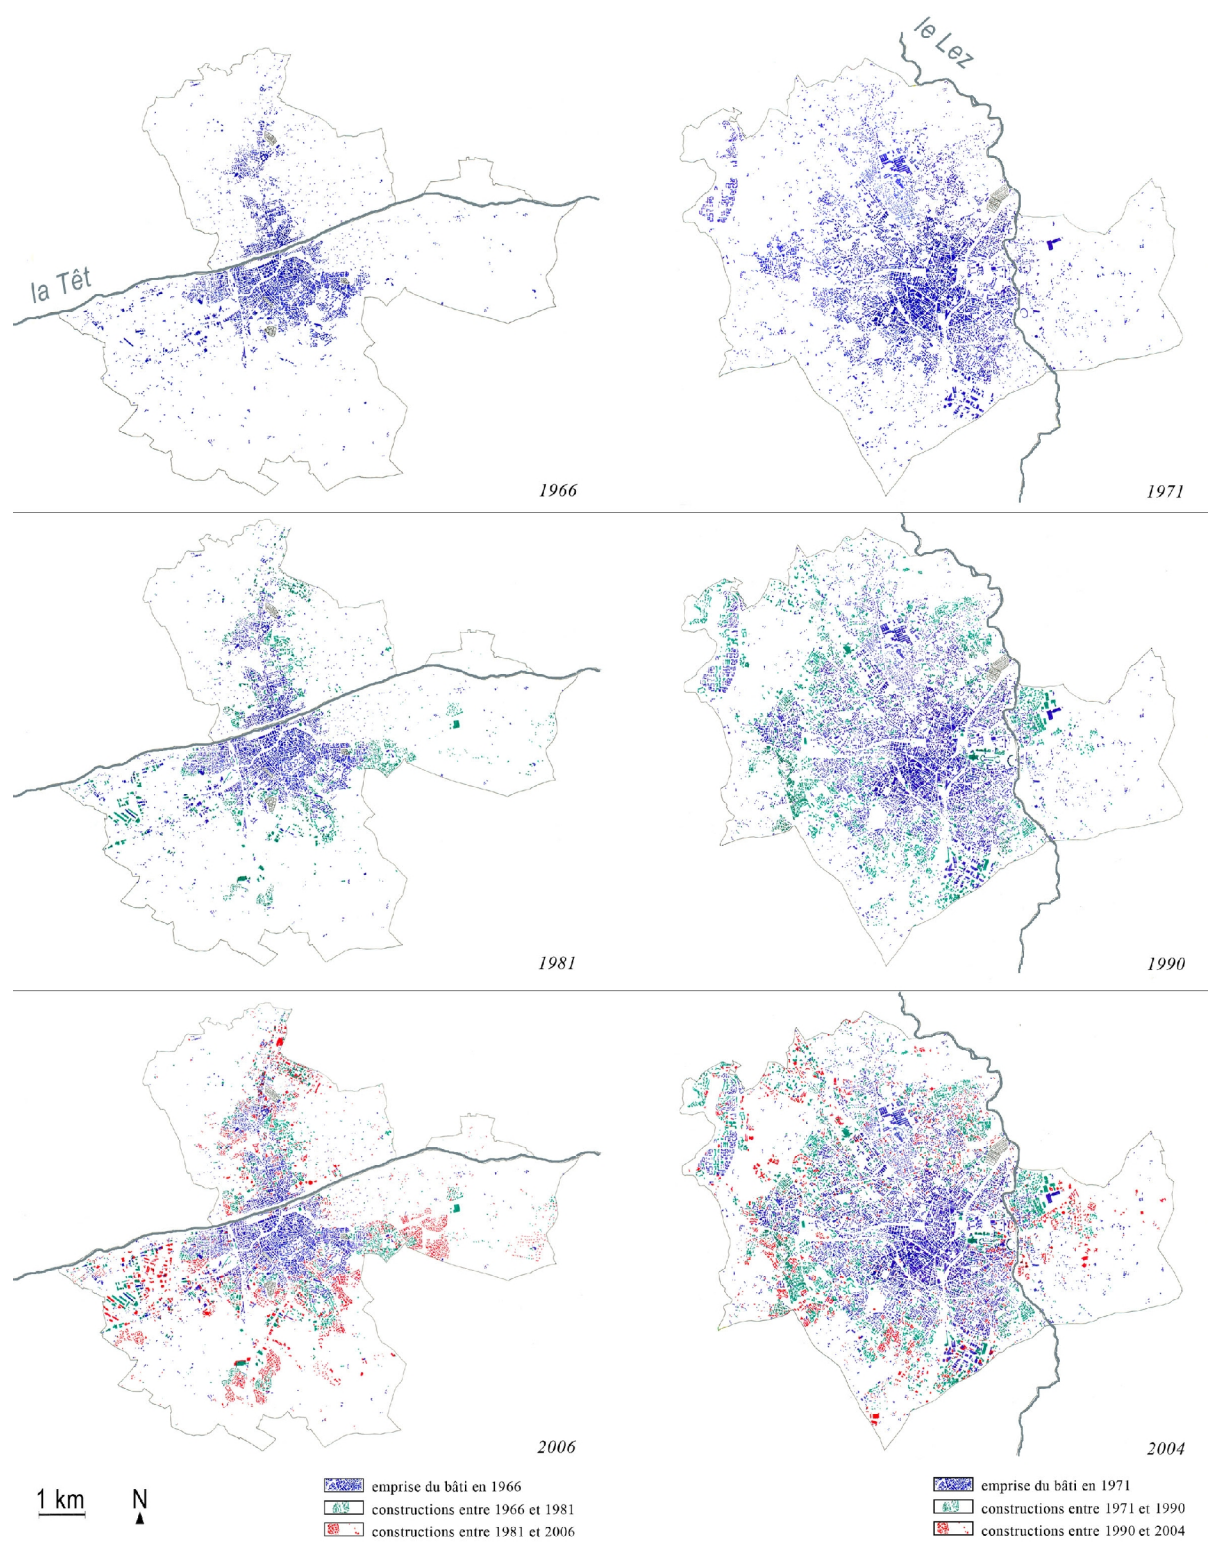 le Lez
la Têt
1966
1971
1981
1990
2006
2004
1 km
N
emprise du bâti en 1966
constructions entre 1966 et 1981
constructions entre 1981 et 2006
emprise du bâti en 1971
constructions entre 1971 et 1990
constructions entre 1990 et 2004